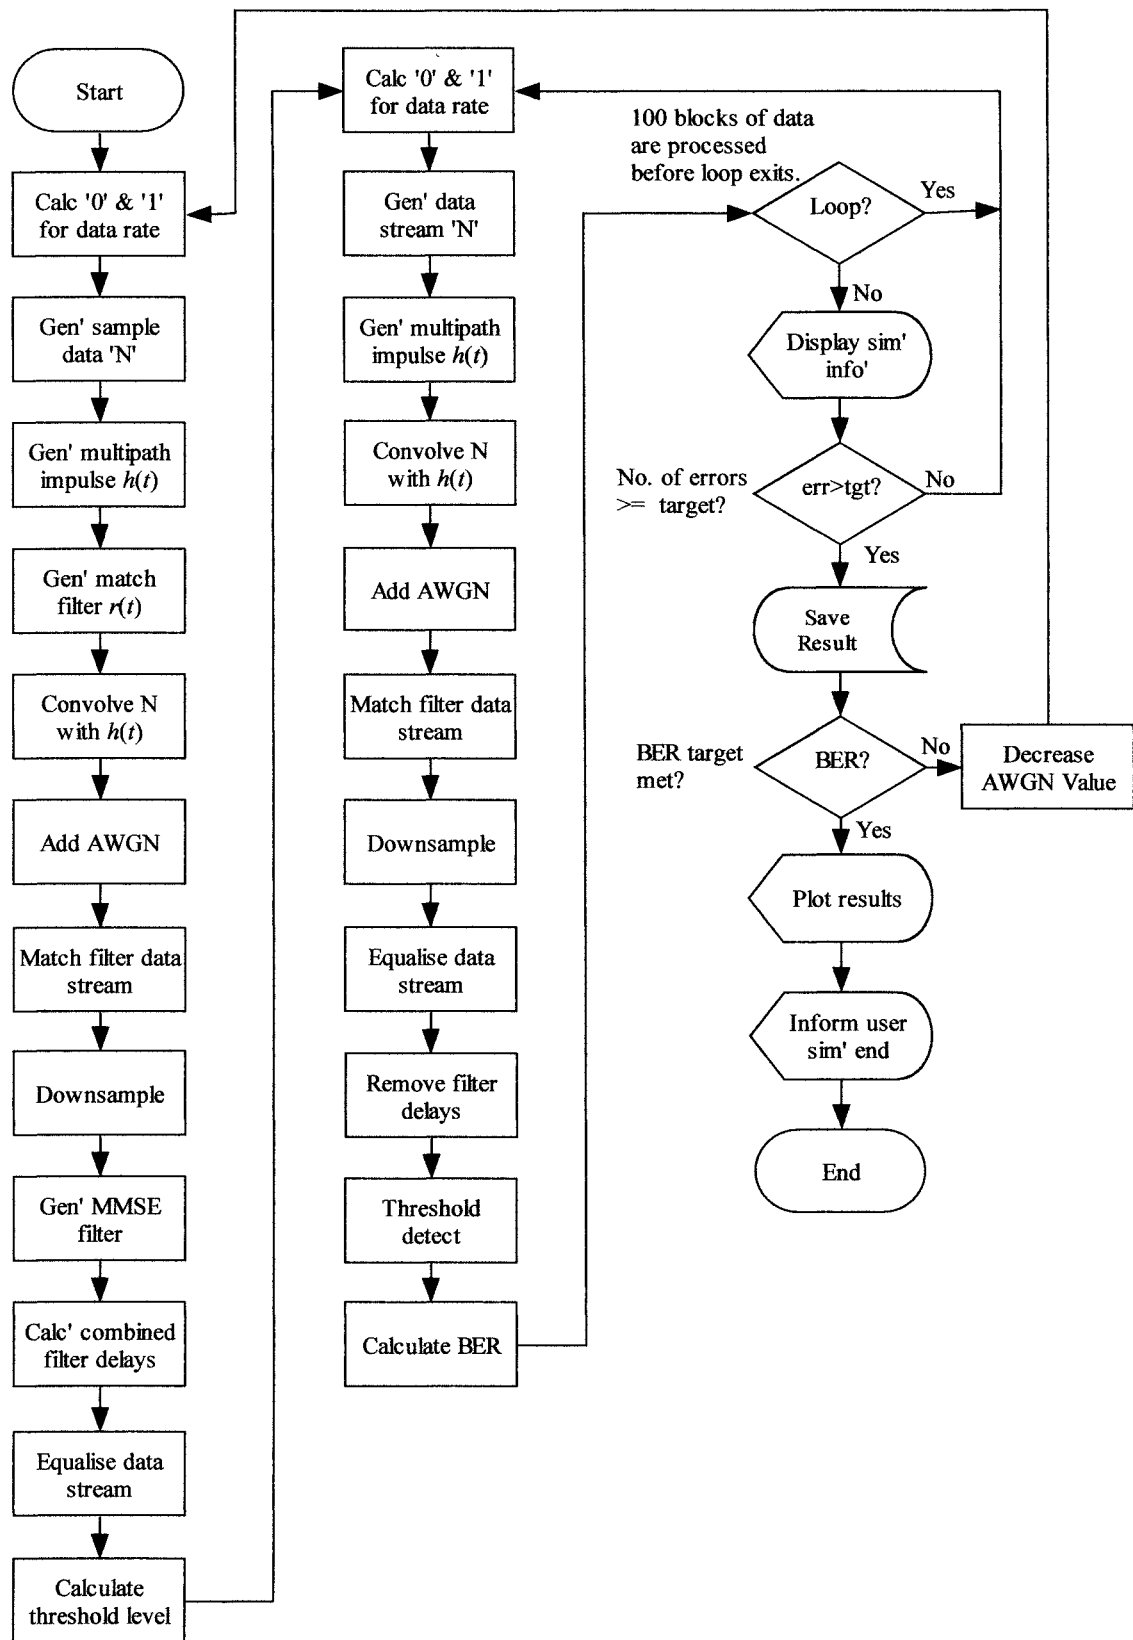 Start
Calc '0' & '1'
for data rate
Gen' sample
data 'N'
Gen' multipath
impulse h(t)
Gen' match
filter r(t)
Convolve N
with h(t)
Add AWGN
Match filter data
stream
Downsample
Gen' MMSE
filter
Calc' combined
filter delays
Equalise data
stream
Calculate
threshold level
Calc '0' & '1'
for data rate
Gen' data
stream 'N'
Gen' multipath
impulse h(t)
Convolve N
with h(t)
Add AWGN
Match filter data
stream
Downsample
Equalise data
stream
Remove filter
delays
Threshold
detect
Calculate BER
100 blocks of data
are processed
before loop exits.
Loop?
Yes
No
Display sim'
info'
No. of errors
>= target?
err>tgt?
No
Yes
Save
Result
BER target
met?
BER?
No
Decrease
AWGN Value
Yes
Plot results
Inform user
sim' end
End